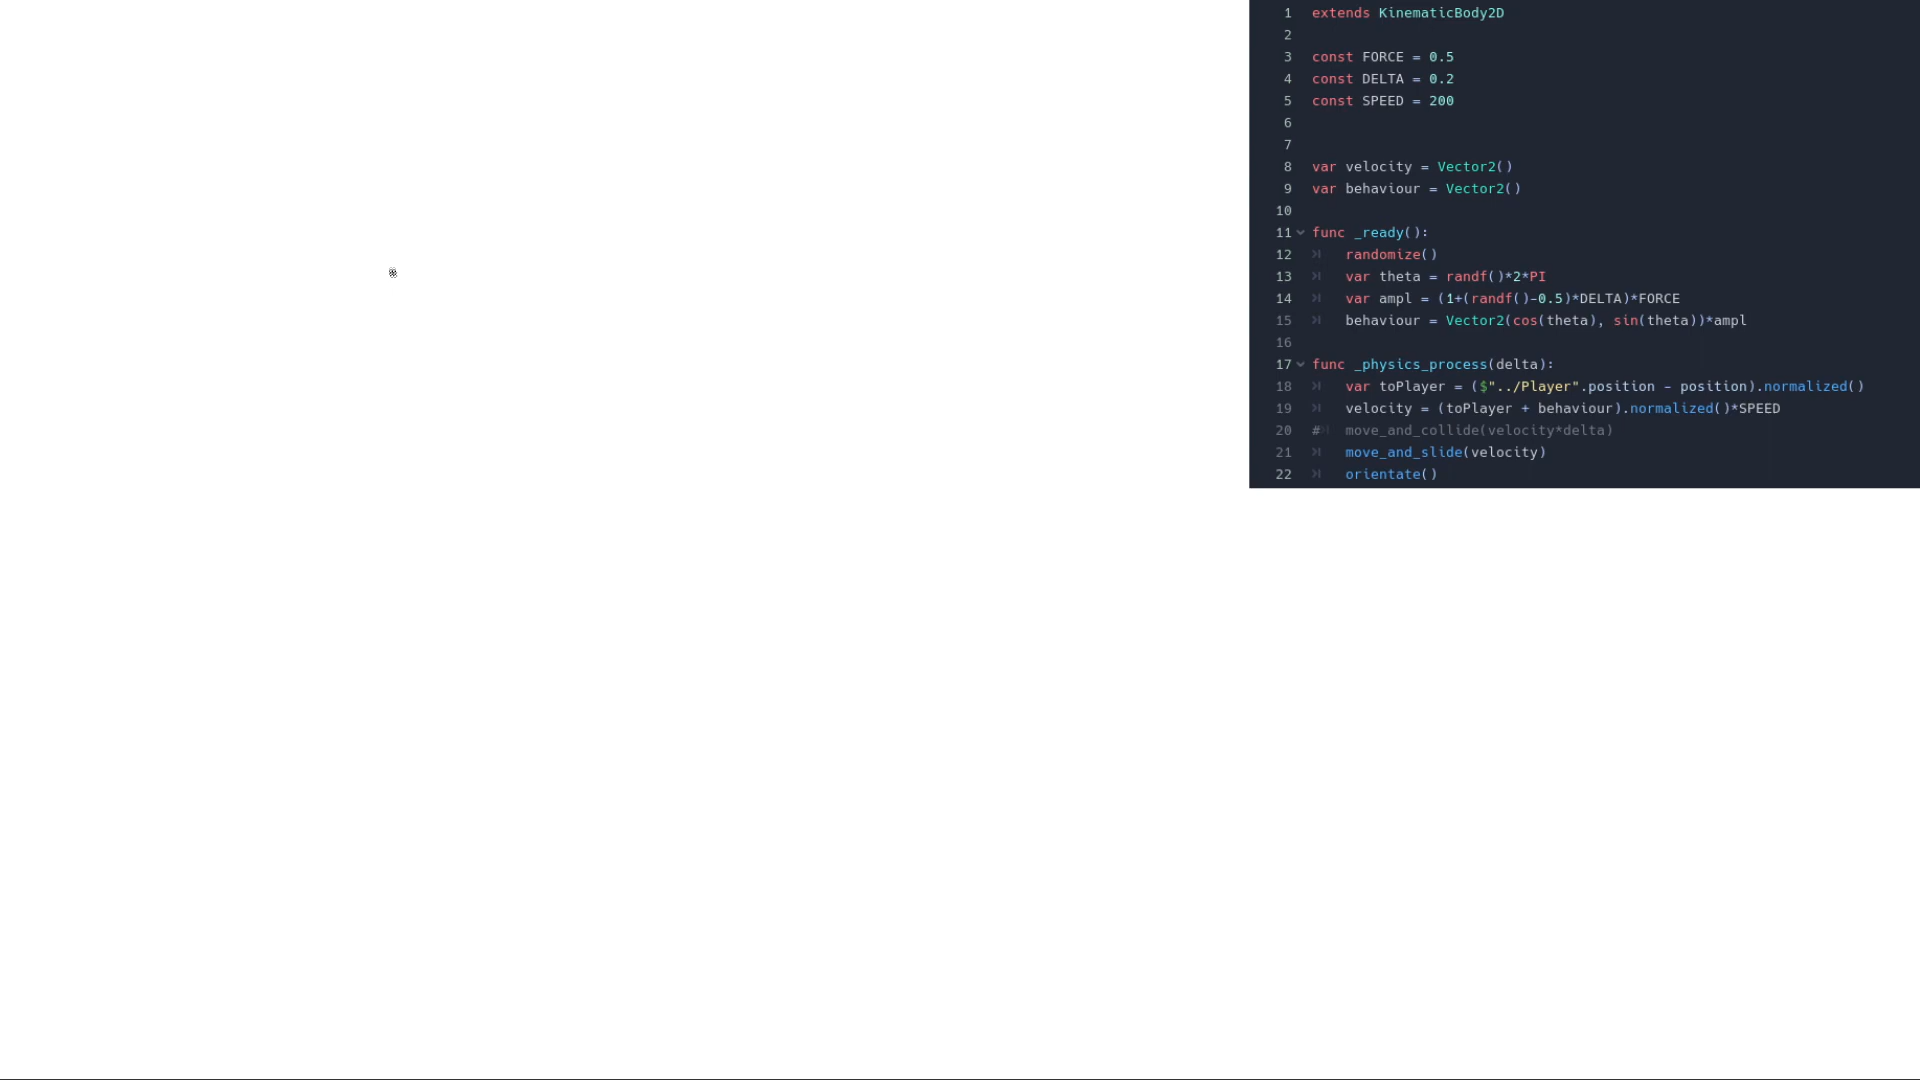 1 extends KinematicBody2D
2
3 const FORCE = 0.5
4 const DELTA = 0.2
5 const SPEED = 200
6
7
8 var velocity = Vector2()
9 var behaviour = Vector2()
10
11 func _ready():
12 randomize()
13 var theta = randf()*2*PI
14 var ampl = (1+(randf()-0.5)*DELTA)*FORCE
15 behaviour = Vector2(cos(theta), sin(theta))*ampl
16
17 func _physics_process(delta):
18 var toPlayer = ($"../Player".position - position).normalized()
19 velocity = (toPlayer + behaviour).normalized()*SPEED
20 # move_and_collide(velocity*delta)
21 move_and_slide(velocity)
22 orientate()